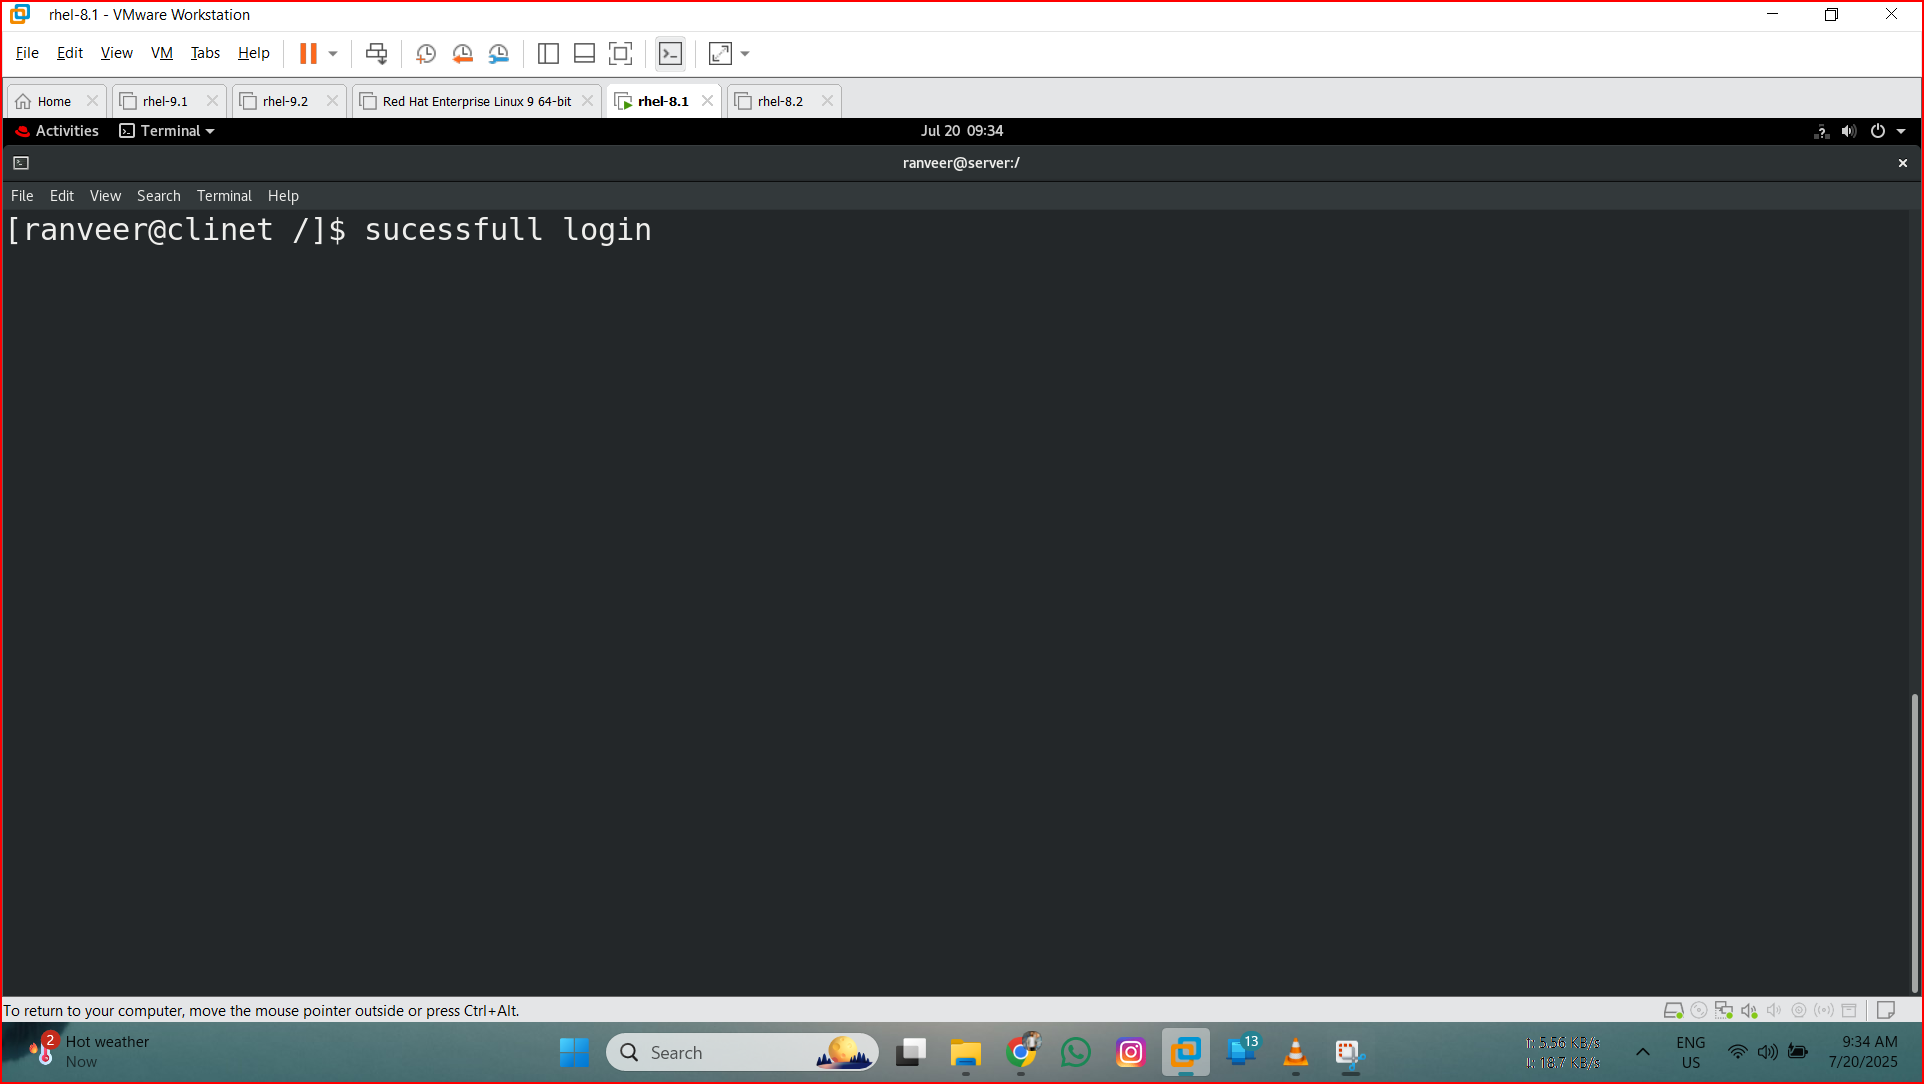 rhel-8.1 - VMware Workstation
File Edit View VM Tabs Help
Home rhel-9.1 rhel-9.2 Red Hat Enterprise Linux 9 64-bit rhel-8.1 rhel-8.2
Activities Terminal Jul 20 09:34
ranveer@server:/
File Edit View Search Terminal Help
[ranveer@clinet /]$ sucessfull login
To return to your computer, move the mouse pointer outside or press Ctrl+Alt.
2 Hot weather
Now
Search
13
5.56 KB/s
18.7 KB/s
ENG
US
9:34 AM
7/20/2025